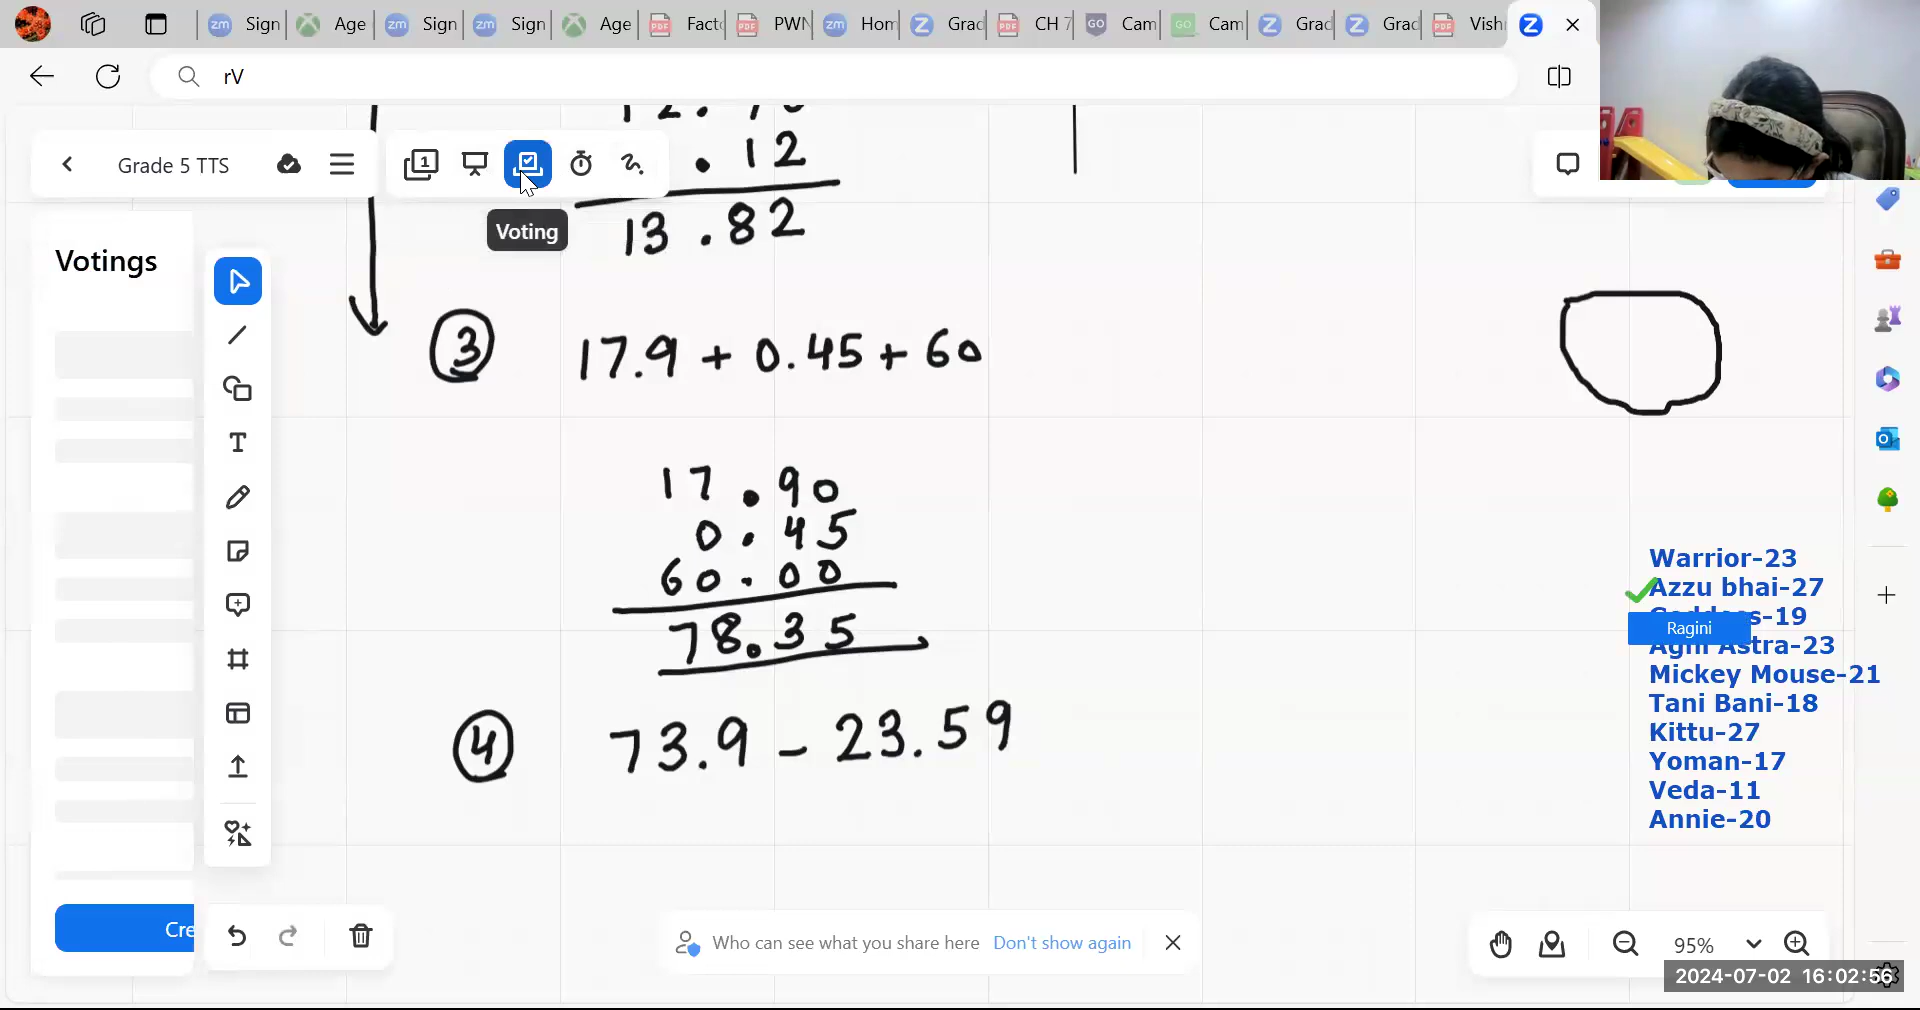 Sign
Age
Sign
Sign
Age
Fact
PWN
Hom
Grad
CH 7
Cam
GO
Cam
Grad
Grad
Vish
rV
Grade 5 TTS
1
.12
13.82
Voting
Votings
3
17.9 + 0.45 + 60
17.90
0.45
60.00
78.35
4
73.9 - 23.59
Warrior-23
Azzu bhai-27
s-19
Ragini
Agni Astra-23
Mickey Mouse-21
Tani Bani-18
Kittu-27
Yoman-17
Veda-11
Annie-20
Cre
Who can see what you share here Don't show again
95%
2024-07-02 16:02:56